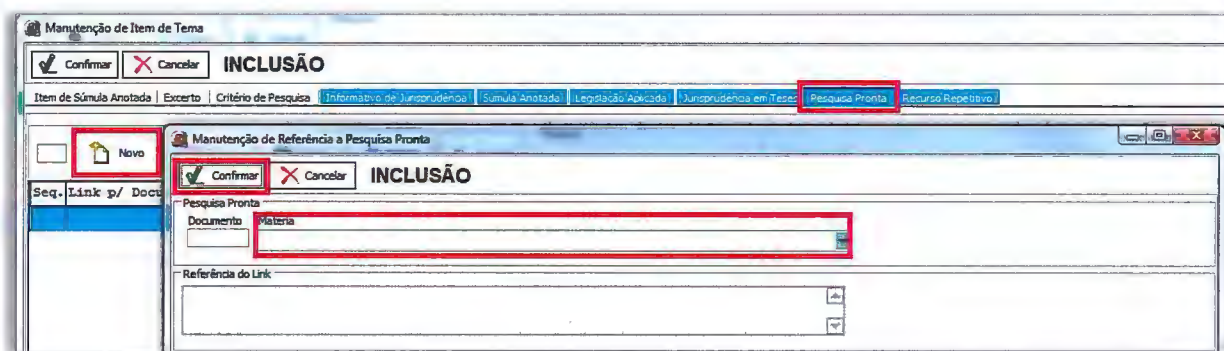 Manutenção de Item de Tema
Confirmar Cancelar INCLUSÃO
Item de Súmula Anotada Excerto Critério de Pesquisa Informativo de Jurisprudência Súmula Anotada Legislação Aplicada Jurisprudência em Teses Pesquisa Pronta Recurso Repetitivo
Novo
Manutenção de Referência a Pesquisa Pronta
Confirmar Cancelar INCLUSÃO
Seq. Link p/ Docu
Pesquisa Pronta
Documento Matéria
Referência do Link